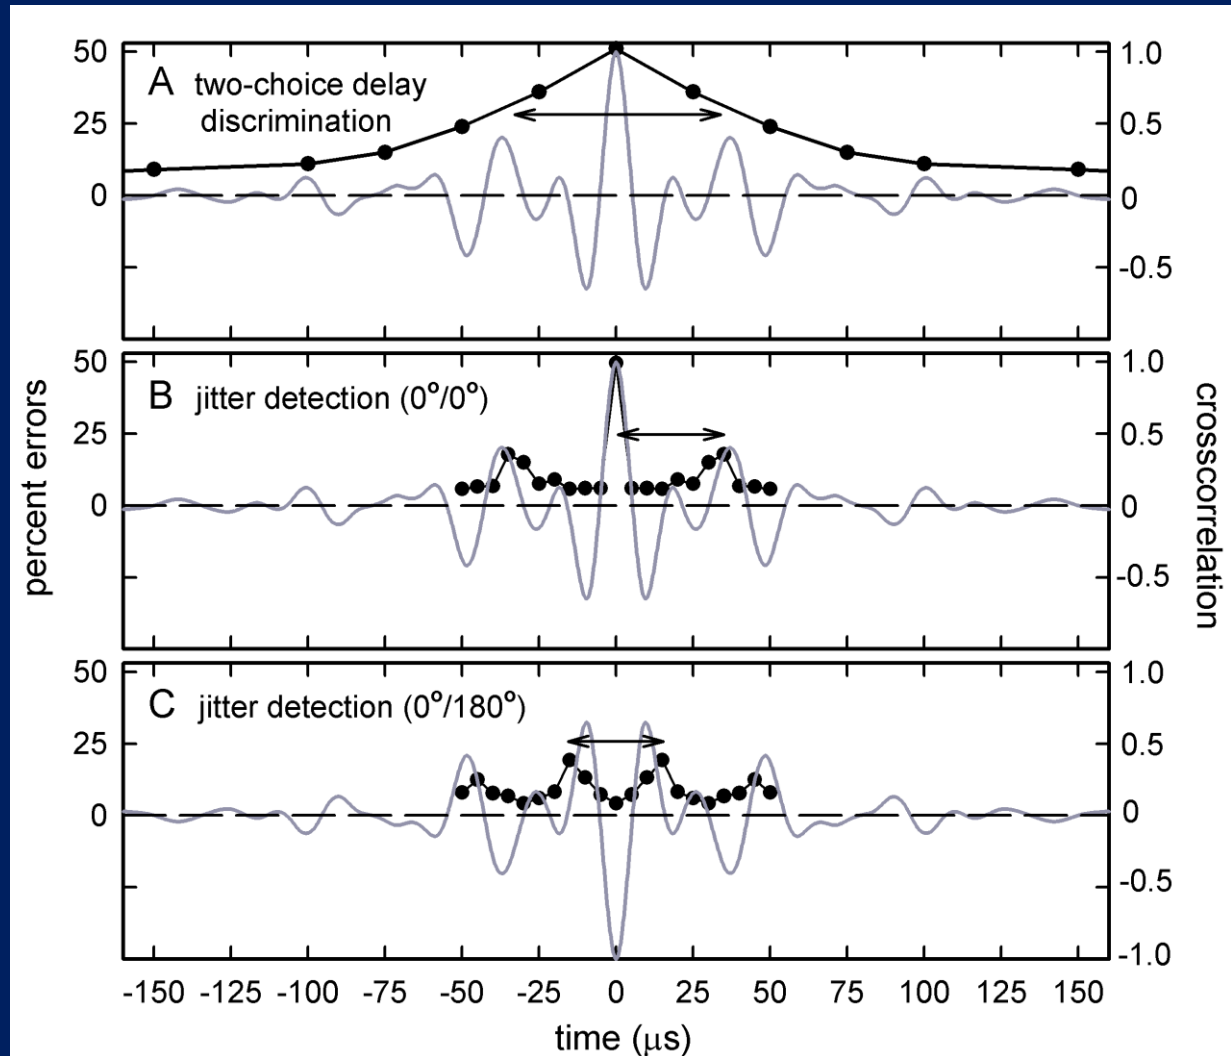 A two-choice delay
discrimination
50
25
0
1.0
0.5
0
-0.5
B jitter detection (0°/0°)
50
25
0
1.0
0.5
0
-0.5
C jitter detection (0°/180°)
50
25
0
1.0
0.5
0
-0.5
-1.0
percent errors
crosscorrelation
-150 -125 -100 -75 -50 -25 0 25 50 75 100 125 150
time (μs)